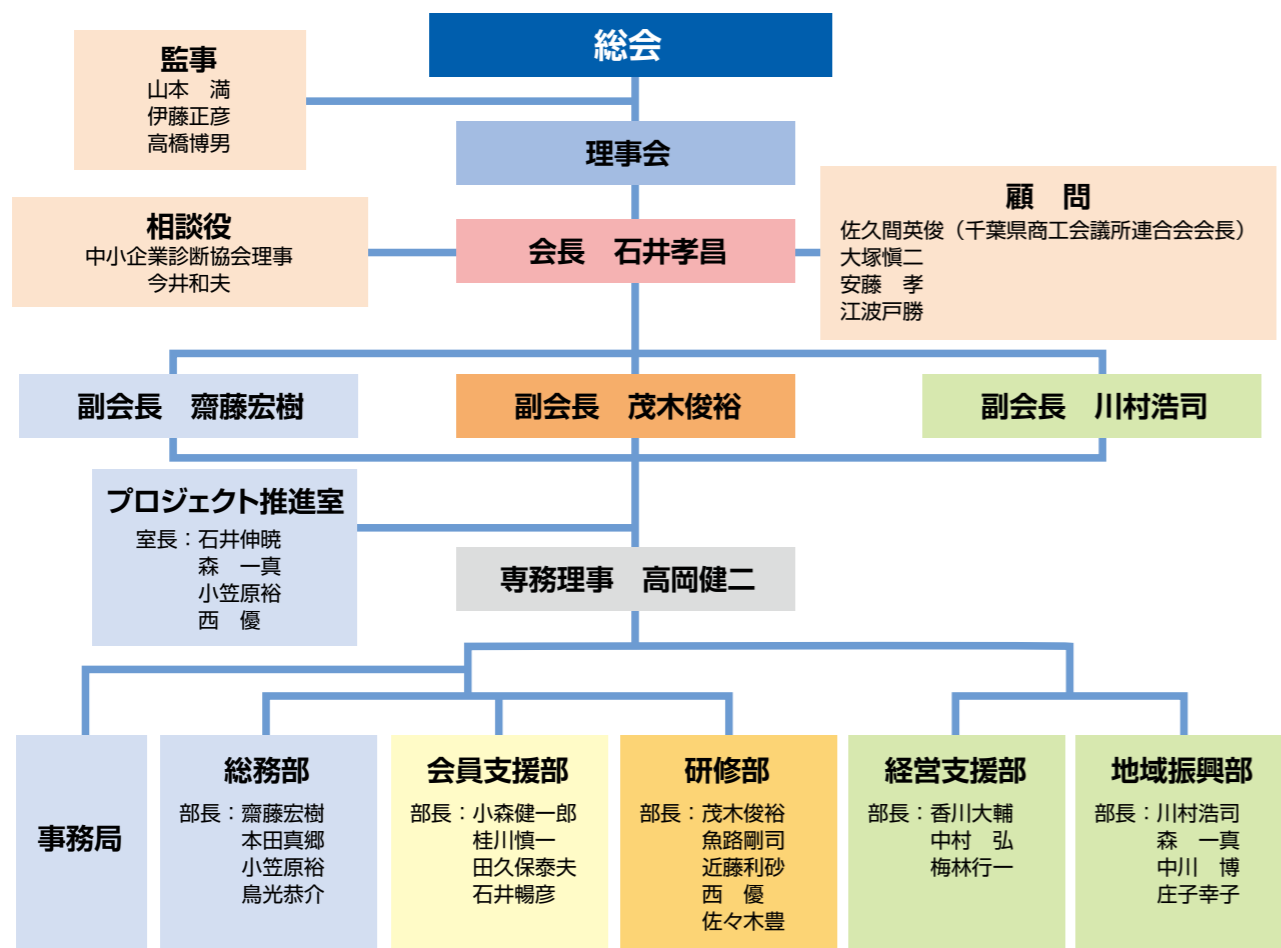 総会
監事
山本　満
伊藤正彦
高橋博男
理事会
相談役
中小企業診断協会理事
今井和夫
会長　石井孝昌
顧　問
佐久間英俊（千葉県商工会議所連合会会長）
大塚愼二
安藤　孝
江波戸勝
副会長　齋藤宏樹
副会長　茂木俊裕
副会長　川村浩司
プロジェクト推進室
室長：石井伸暁
森　一真
小笠原裕
西　優
専務理事　高岡健二
事務局
総務部
部長：齋藤宏樹
本田真郷
小笠原裕
鳥光恭介
会員支援部
部長：小森健一郎
桂川慎一
田久保泰夫
石井暢彦
研修部
部長：茂木俊裕
魚路剛司
近藤利砂
西　優
佐々木豊
経営支援部
部長：香川大輔
中村　弘
梅林行一
地域振興部
部長：川村浩司
森　一真
中川　博
庄子幸子